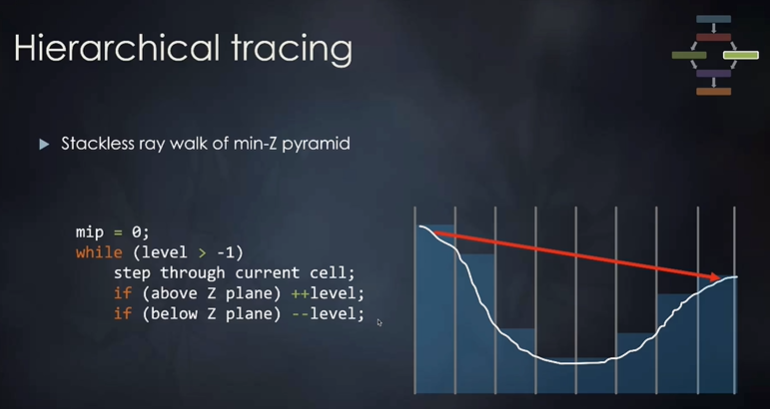 Hierarchical tracing
Stackless ray walk of min-Z pyramid
mip = 0;
while (level > -1)
    step through current cell;
    if (above Z plane) ++level;
    if (below Z plane) --level;